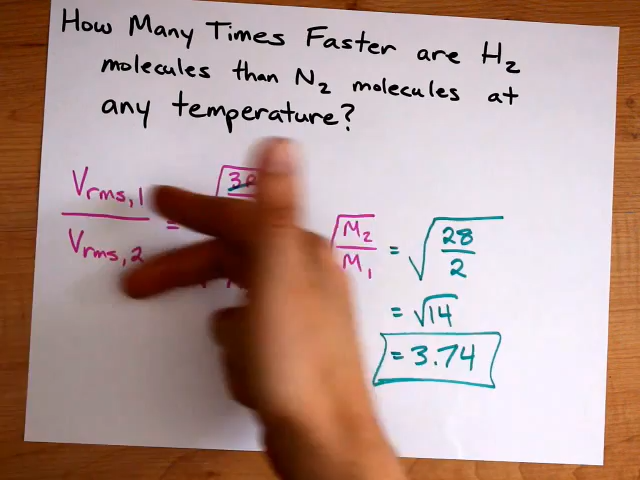 How Many Times Faster are H₂
molecules than N₂ molecules at
any temperature?
Vrms,1 / Vrms,2 =
√(M₂/M₁) = √(28/2)
= √14
= 3.74